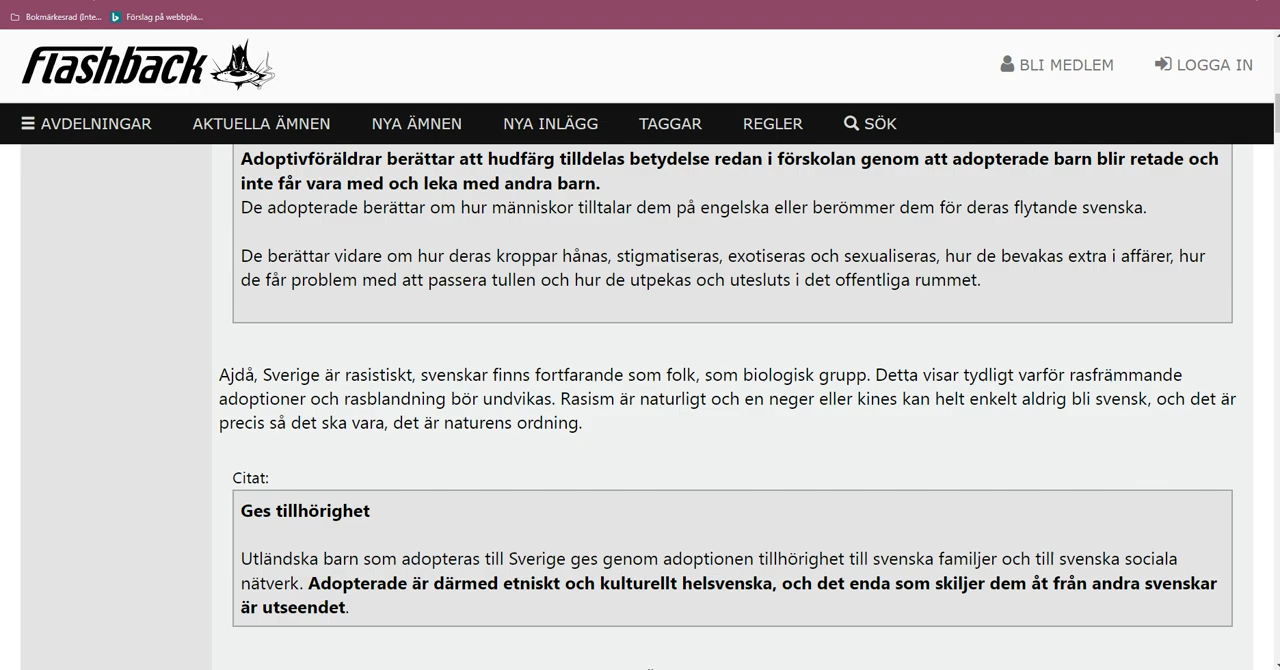 Bokmärkesrad (Inte...
Förslag på webbpla...
flashback
BLI MEDLEM
LOGGA IN
AVDELNINGAR
AKTUELLA ÄMNEN
NYA ÄMNEN
NYA INLÄGG
TAGGAR
REGLER
SÖK
Adoptivföräldrar berättar att hudfärg tilldelas betydelse redan i förskolan genom att adopterade barn blir retade och
inte får vara med och leka med andra barn.
De adopterade berättar om hur människor tilltalar dem på engelska eller berömmer dem för deras flytande svenska.
De berättar vidare om hur deras kroppar hånas, stigmatiseras, exotiseras och sexualiseras, hur de bevakas extra i affärer, hur
de får problem med att passera tullen och hur de utpekas och utesluts i det offentliga rummet.
Ajdå, Sverige är rasistiskt, svenskar finns fortfarande som folk, som biologisk grupp. Detta visar tydligt varför rasfrämmande
adoptioner och rasblandning bör undvikas. Rasism är naturligt och en neger eller kines kan helt enkelt aldrig bli svensk, och det är
precis så det ska vara, det är naturens ordning.
Citat:
Ges tillhörighet
Utländska barn som adopteras till Sverige ges genom adoptionen tillhörighet till svenska familjer och till svenska sociala
nätverk. Adopterade är därmed etniskt och kulturellt helsvenska, och det enda som skiljer dem åt från andra svenskar
är utseendet.